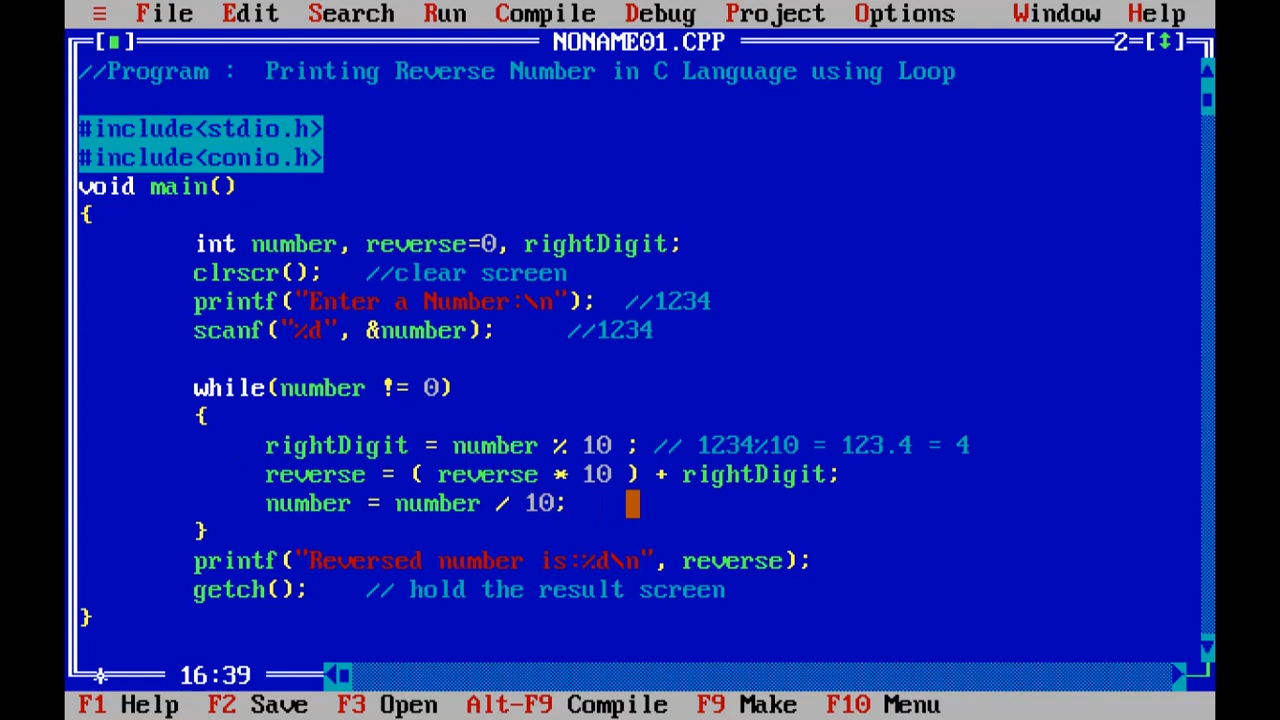 ≡ File Edit Search Run Compile Debug Project Options Window Help
[■] NONAME01.CPP 2=[↕]
//Program :  Printing Reverse Number in C Language using Loop
#include<stdio.h>
#include<conio.h>
void main()
{
int number, reverse=0, rightDigit;
clrscr();   //clear screen
printf("Enter a Number:\n");  //1234
scanf("%d", &number);     //1234
while(number != 0)
{
rightDigit = number % 10 ; // 1234%10 = 123.4 = 4
reverse = ( reverse * 10 ) + rightDigit;
number = number / 10;
}
printf("Reversed number is:%d\n", reverse);
getch();    // hold the result screen
}
16:39
F1 Help F2 Save F3 Open Alt-F9 Compile F9 Make F10 Menu